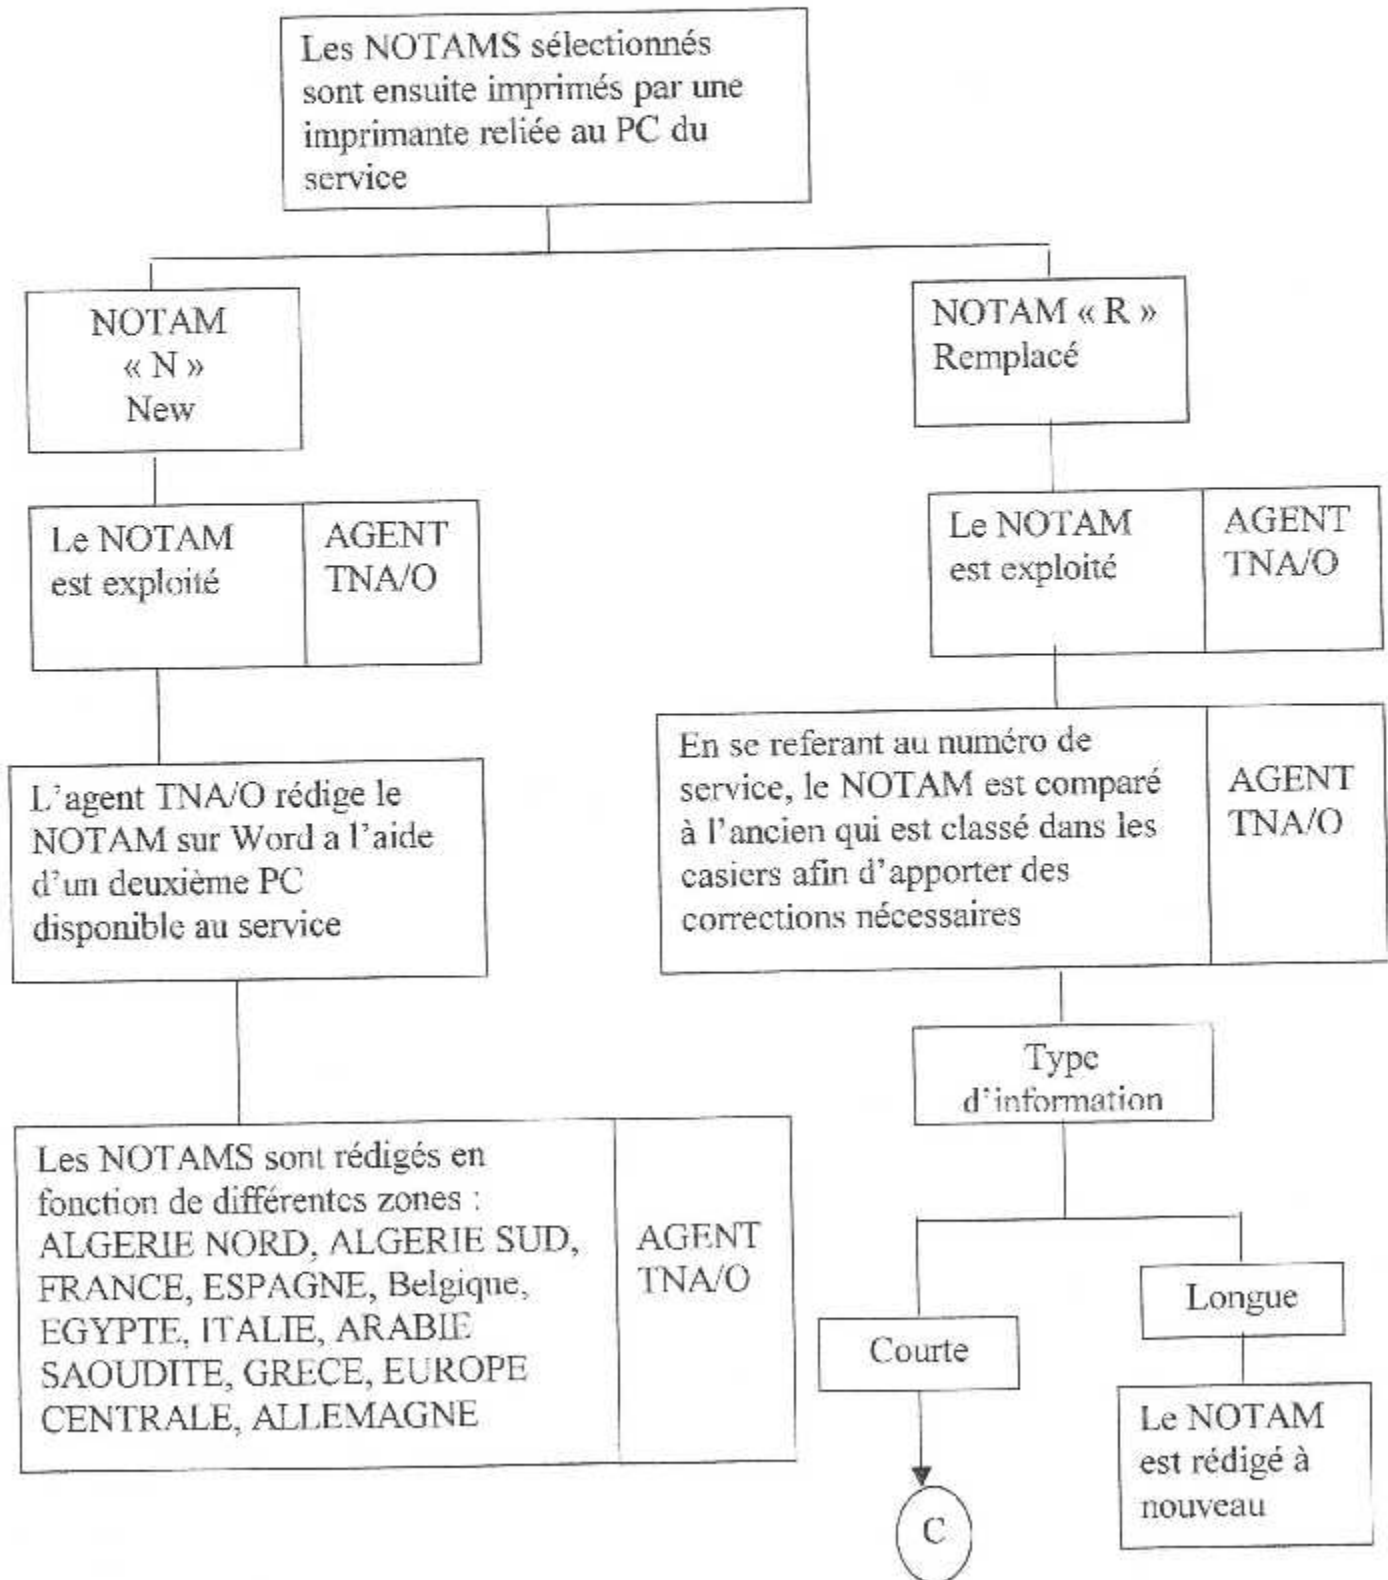 Les NOTAMS sélectionnés
sont ensuite imprimés par une
imprimante reliée au PC du
service
NOTAM
« N »
New
NOTAM « R »
Remplacé
Le NOTAM
est exploité
AGENT
TNA/O
Le NOTAM
est exploité
AGENT
TNA/O
L'agent TNA/O rédige le
NOTAM sur Word a l'aide
d'un deuxième PC
disponible au service
En se referant au numéro de
service, le NOTAM est comparé
à l'ancien qui est classé dans les
casiers afin d'apporter des
corrections nécessaires
AGENT
TNA/O
Type
d'information
Les NOTAMS sont rédigés en
fonction de différentes zones :
ALGERIE NORD, ALGERIE SUD,
FRANCE, ESPAGNE, Belgique,
EGYPTE, ITALIE, ARABIE
SAOUDITE, GRECE, EUROPE
CENTRALE, ALLEMAGNE
AGENT
TNA/O
Courte
Longue
C
Le NOTAM
est rédigé à
nouveau